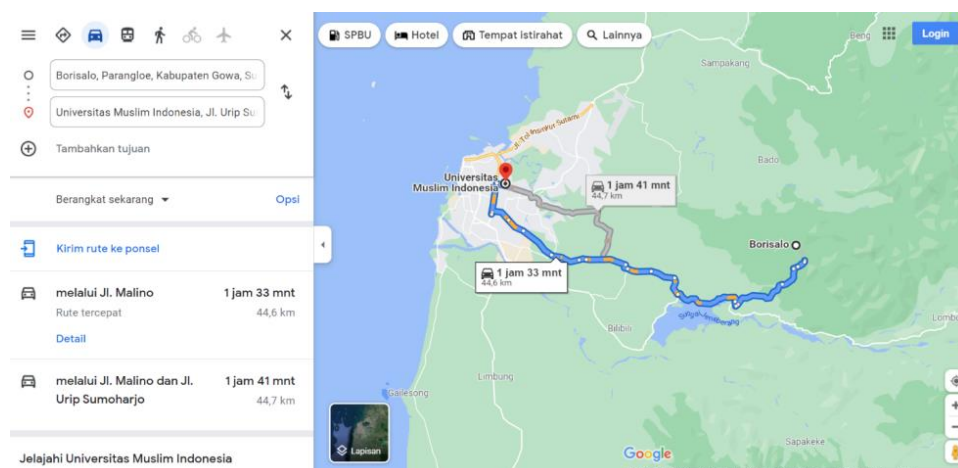 Borisalo, Parangloe, Kabupaten Gowa, Su
Universitas Muslim Indonesia, Jl. Urip Su
Tambahkan tujuan
Berangkat sekarang
Opsi
Kirim rute ke ponsel
melalui Jl. Malino
1 jam 33 mnt
Rute tercepat
44,6 km
Detail
melalui Jl. Malino dan Jl.
Urip Sumoharjo
1 jam 41 mnt
44,7 km
Jelajahi Universitas Muslim Indonesia
SPBU
Hotel
Tempat istirahat
Lainnya
Login
Beng
Sampakang
Bado
Universitas
Muslim Indonesia
1 jam 41 mnt
44,7 km
Borisalo
1 jam 33 mnt
44,6 km
Bilibili
Limbung
Galesong
Sapakeke
Lapisan
Google